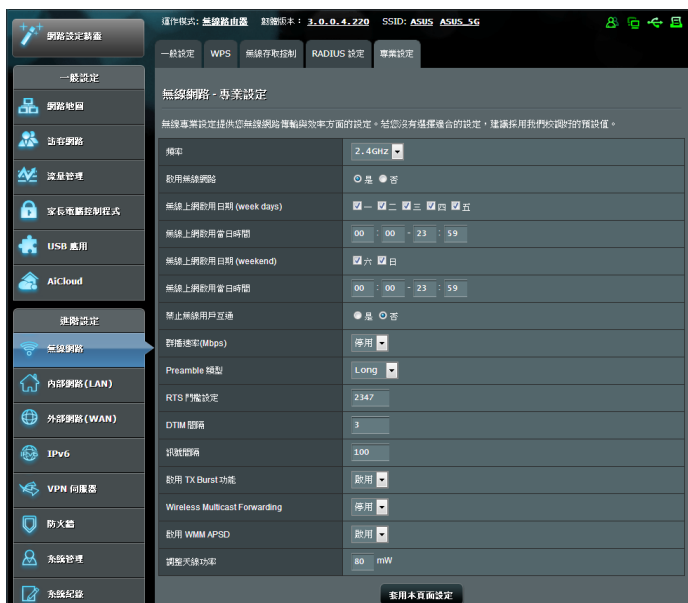 運作模式: 無線路由器 韌體版本: 3.0.0.4.220 SSID: ASUS ASUS_5G
網路設定精靈
一般設定 WPS 無線存取控制 RADIUS 設定 專業設定
一般設定
網路地圖
訪客網路
流量管理
家長電腦控制程式
USB 應用
AiCloud
進階設定
無線網路
內部網路(LAN)
外部網路(WAN)
IPv6
VPN 伺服器
防火牆
系統管理
系統紀錄
無線網路 - 專業設定
無線專業設定提供您無線網路傳輸與效率方面的設定。若您沒有選擇適合的設定，建議採用我們校調好的預設值。
頻率 2.4GHz
啟用無線網路 是 否
無線上網啟用日期 (week days) 一 二 三 四 五
無線上網啟用當日時間 00 : 00 - 23 : 59
無線上網啟用日期 (weekend) 六 日
無線上網啟用當日時間 00 : 00 - 23 : 59
禁止無線用戶互通 是 否
群播速率(Mbps) 停用
Preamble 類型 Long
RTS 門檻設定 2347
DTIM 間隔 3
訊號間隔 100
啟用 TX Burst 功能 啟用
Wireless Multicast Forwarding 停用
啟用 WMM APSD 啟用
調整天線功率 80 mW
套用本頁面設定